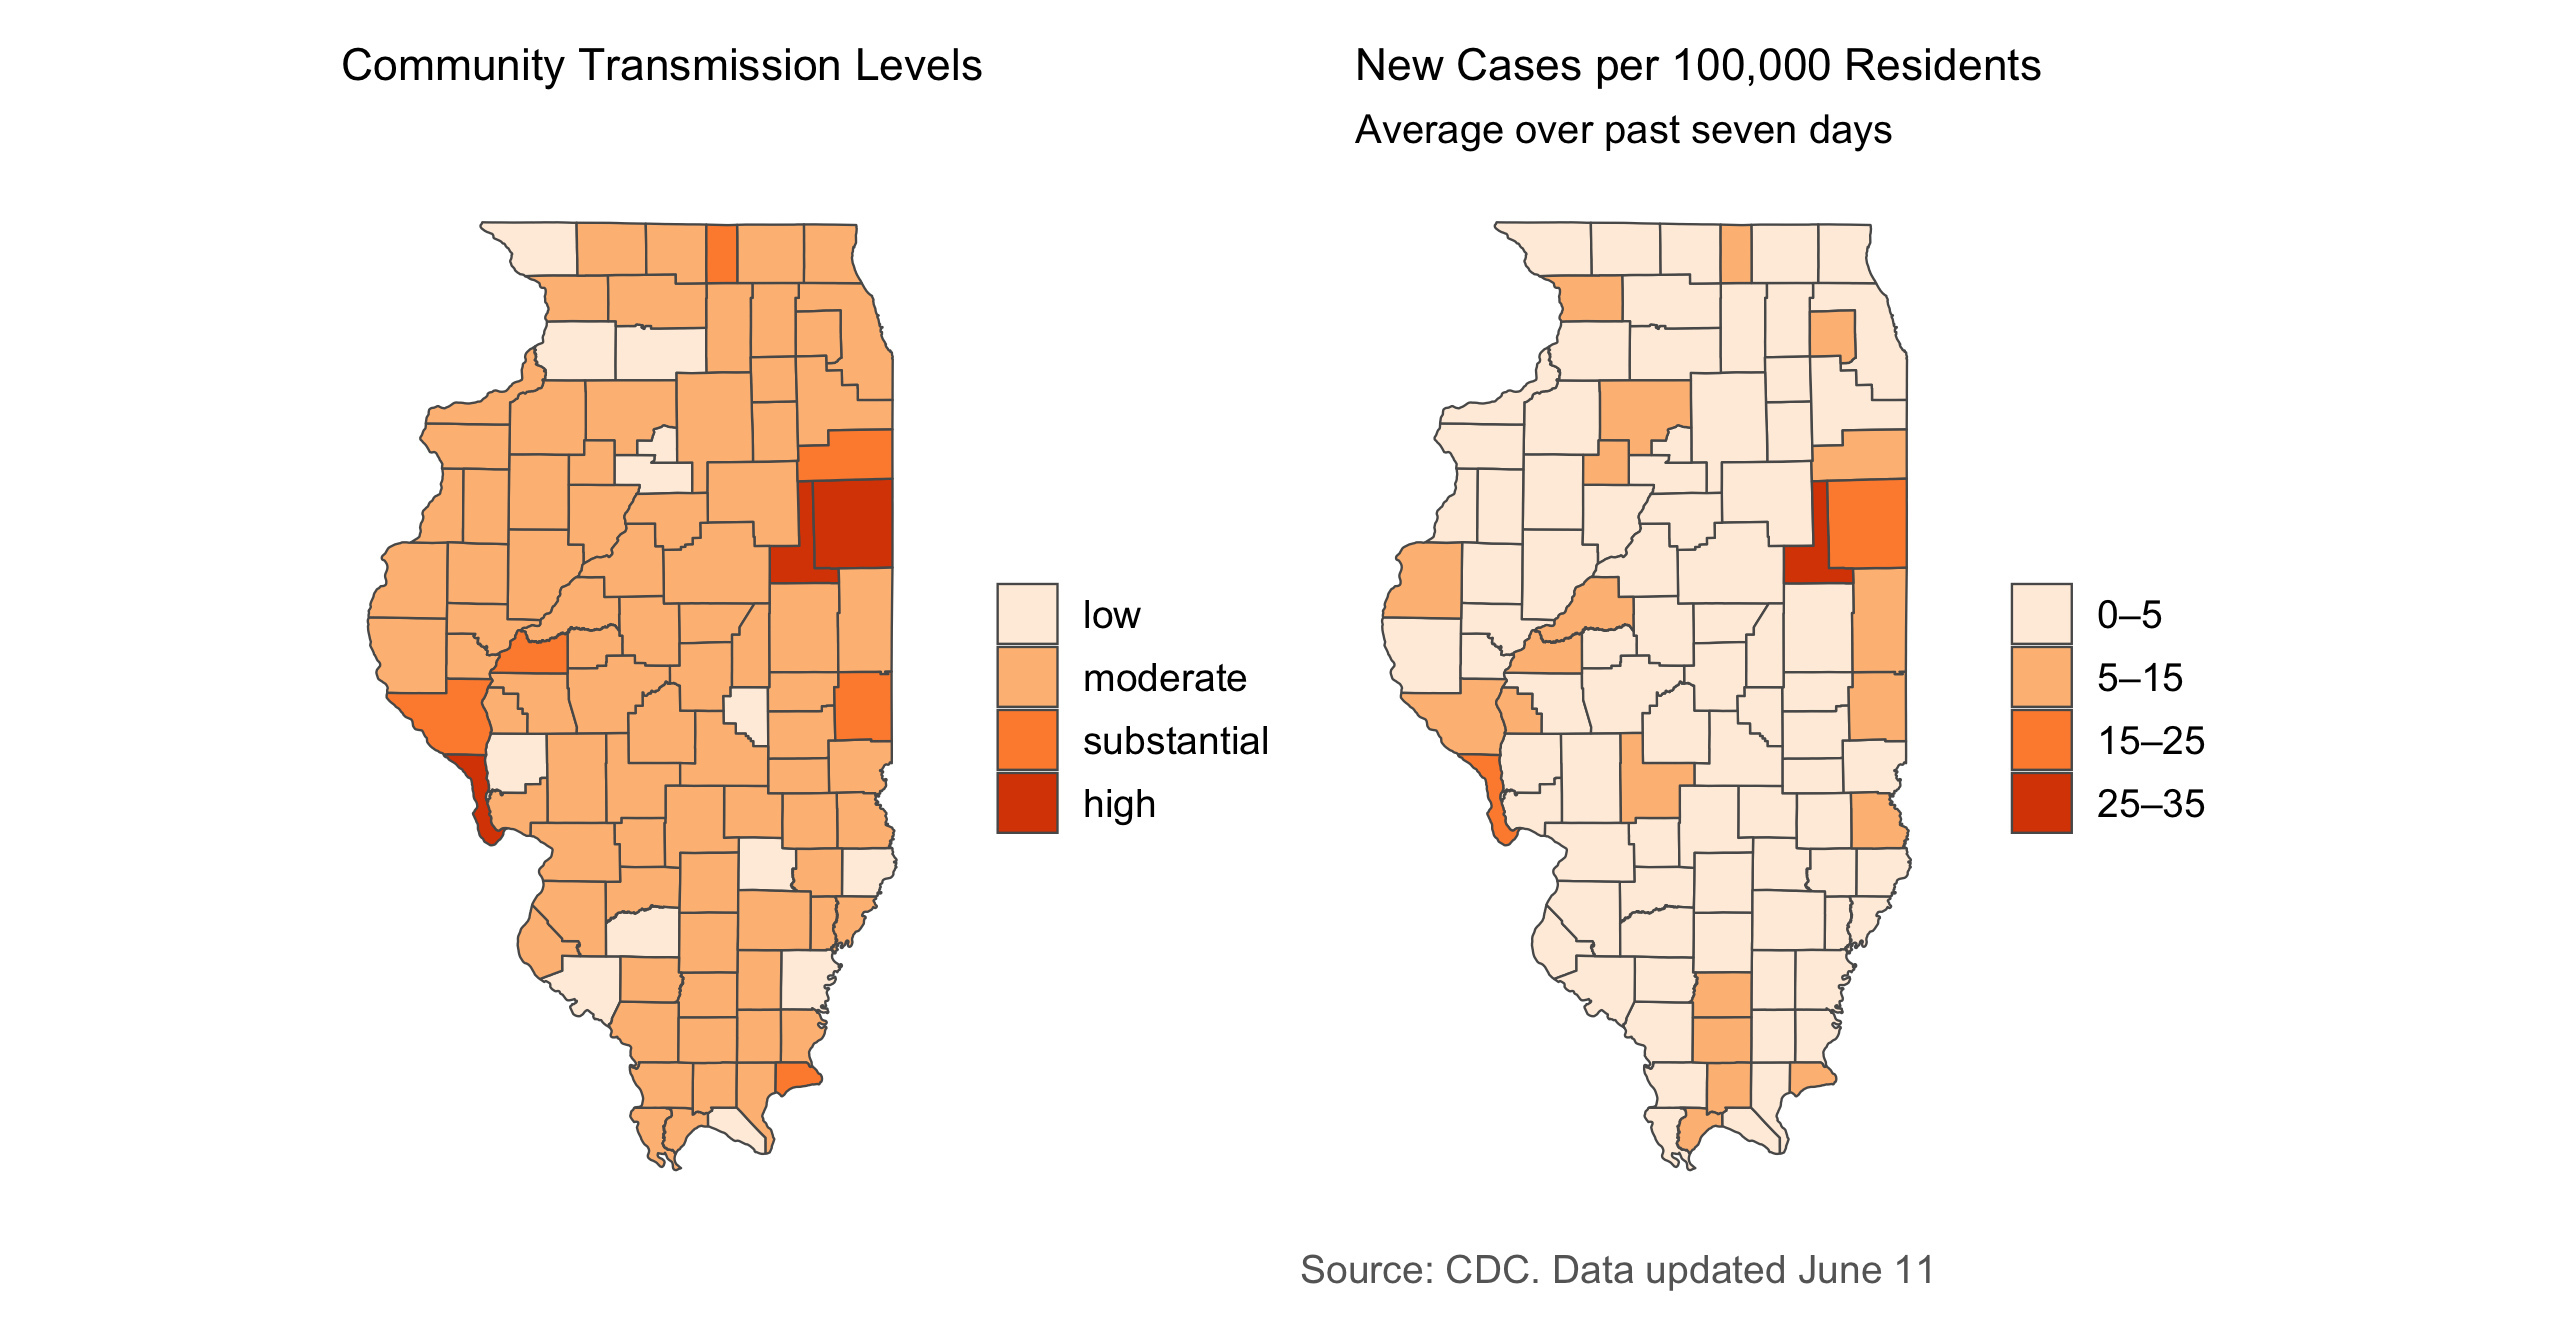 Community Transmission Levels
low
moderate
substantial
high
New Cases per 100,000 Residents
Average over past seven days
0–5
5–15
15–25
25–35
Source: CDC. Data updated June 11